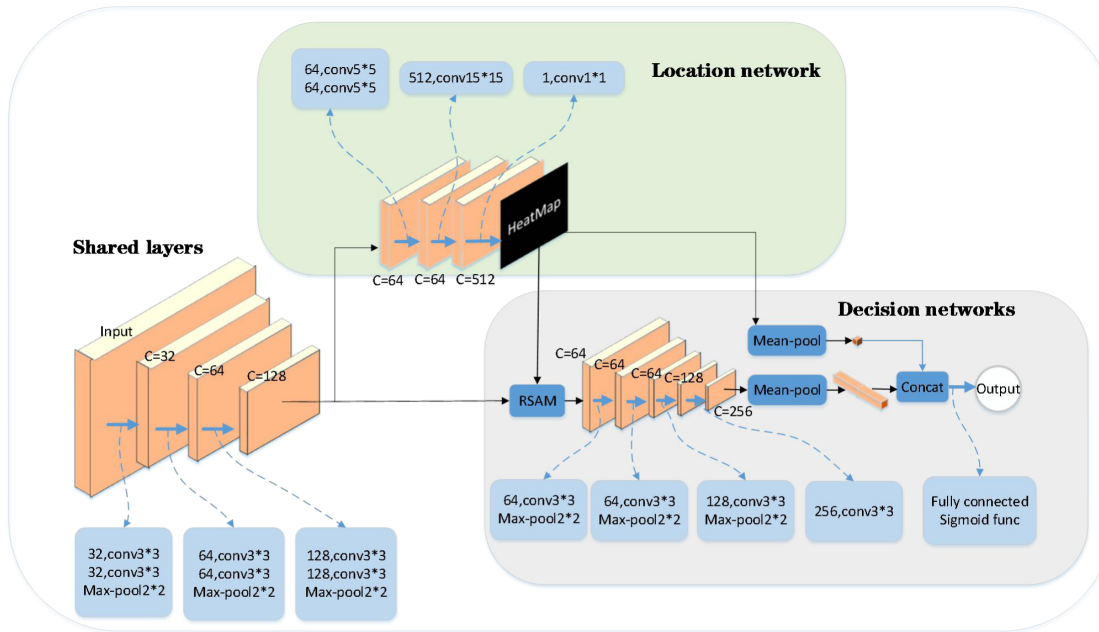 Location network
64,conv5*5
64,conv5*5
512,conv15*15
1,conv1*1
HeatMap
C=64
C=64
C=512
Shared layers
Input
C=32
C=64
C=128
32,conv3*3
32,conv3*3
Max-pool2*2
64,conv3*3
64,conv3*3
Max-pool2*2
128,conv3*3
128,conv3*3
Max-pool2*2
Decision networks
RSAM
C=64
C=64
C=64
C=128
C=256
Mean-pool
Mean-pool
Concat
Output
64,conv3*3
Max-pool2*2
64,conv3*3
Max-pool2*2
128,conv3*3
Max-pool2*2
256,conv3*3
Fully connected
Sigmoid func